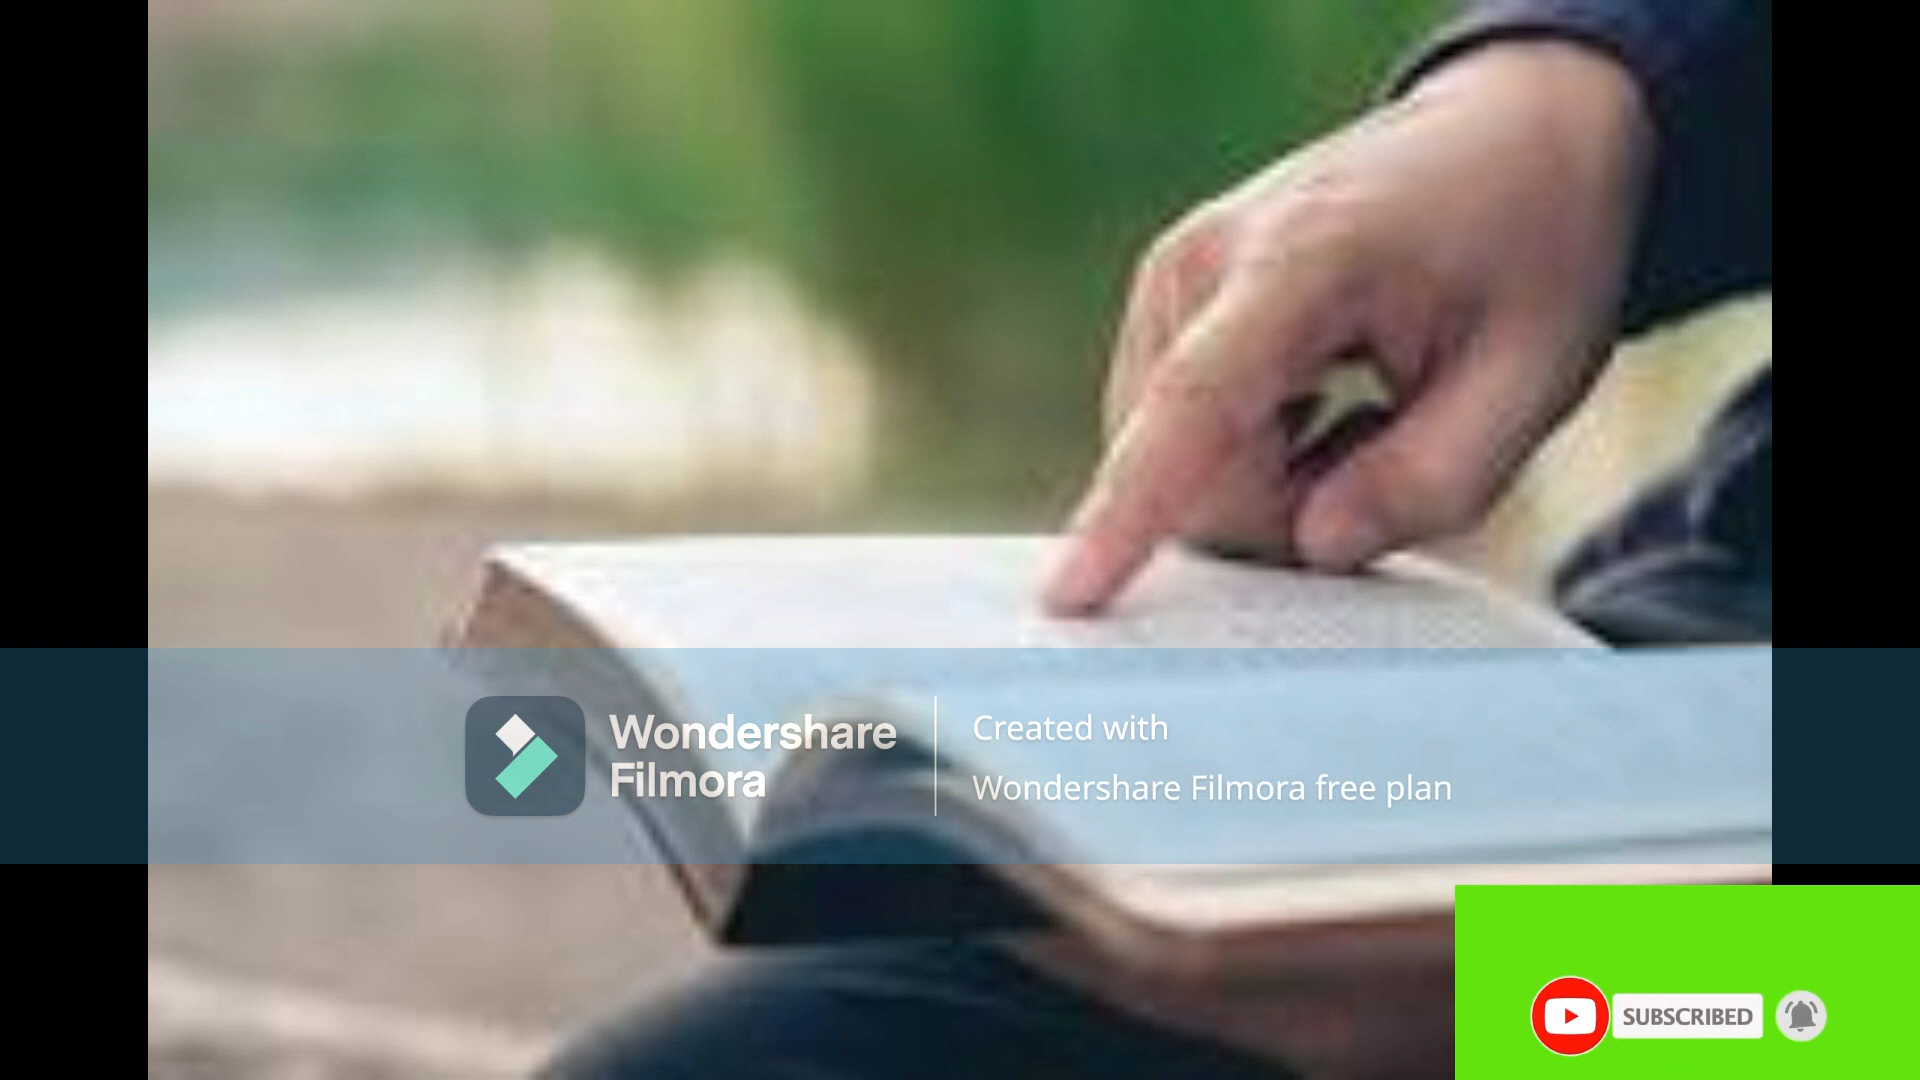 Wondershare
Filmora
Created with
Wondershare Filmora free plan
SUBSCRIBED